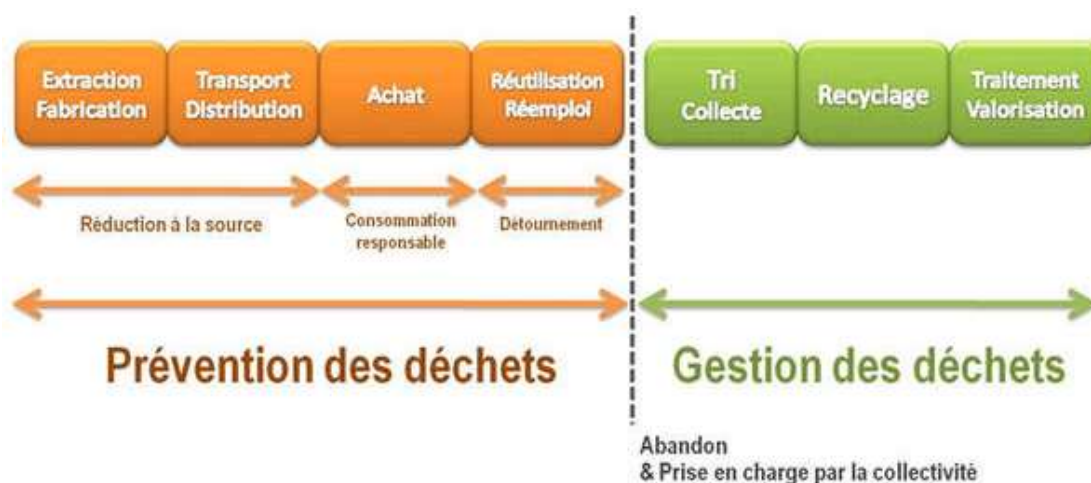 Extraction
Fabrication
Transport
Distribution
Achat
Réutilisation
Réemploi
Tri
Collecte
Recyclage
Traitement
Valorisation
Réduction à la source
Consommation
responsable
Détournement
Prévention des déchets
Gestion des déchets
Abandon
& Prise en charge par la collectivité